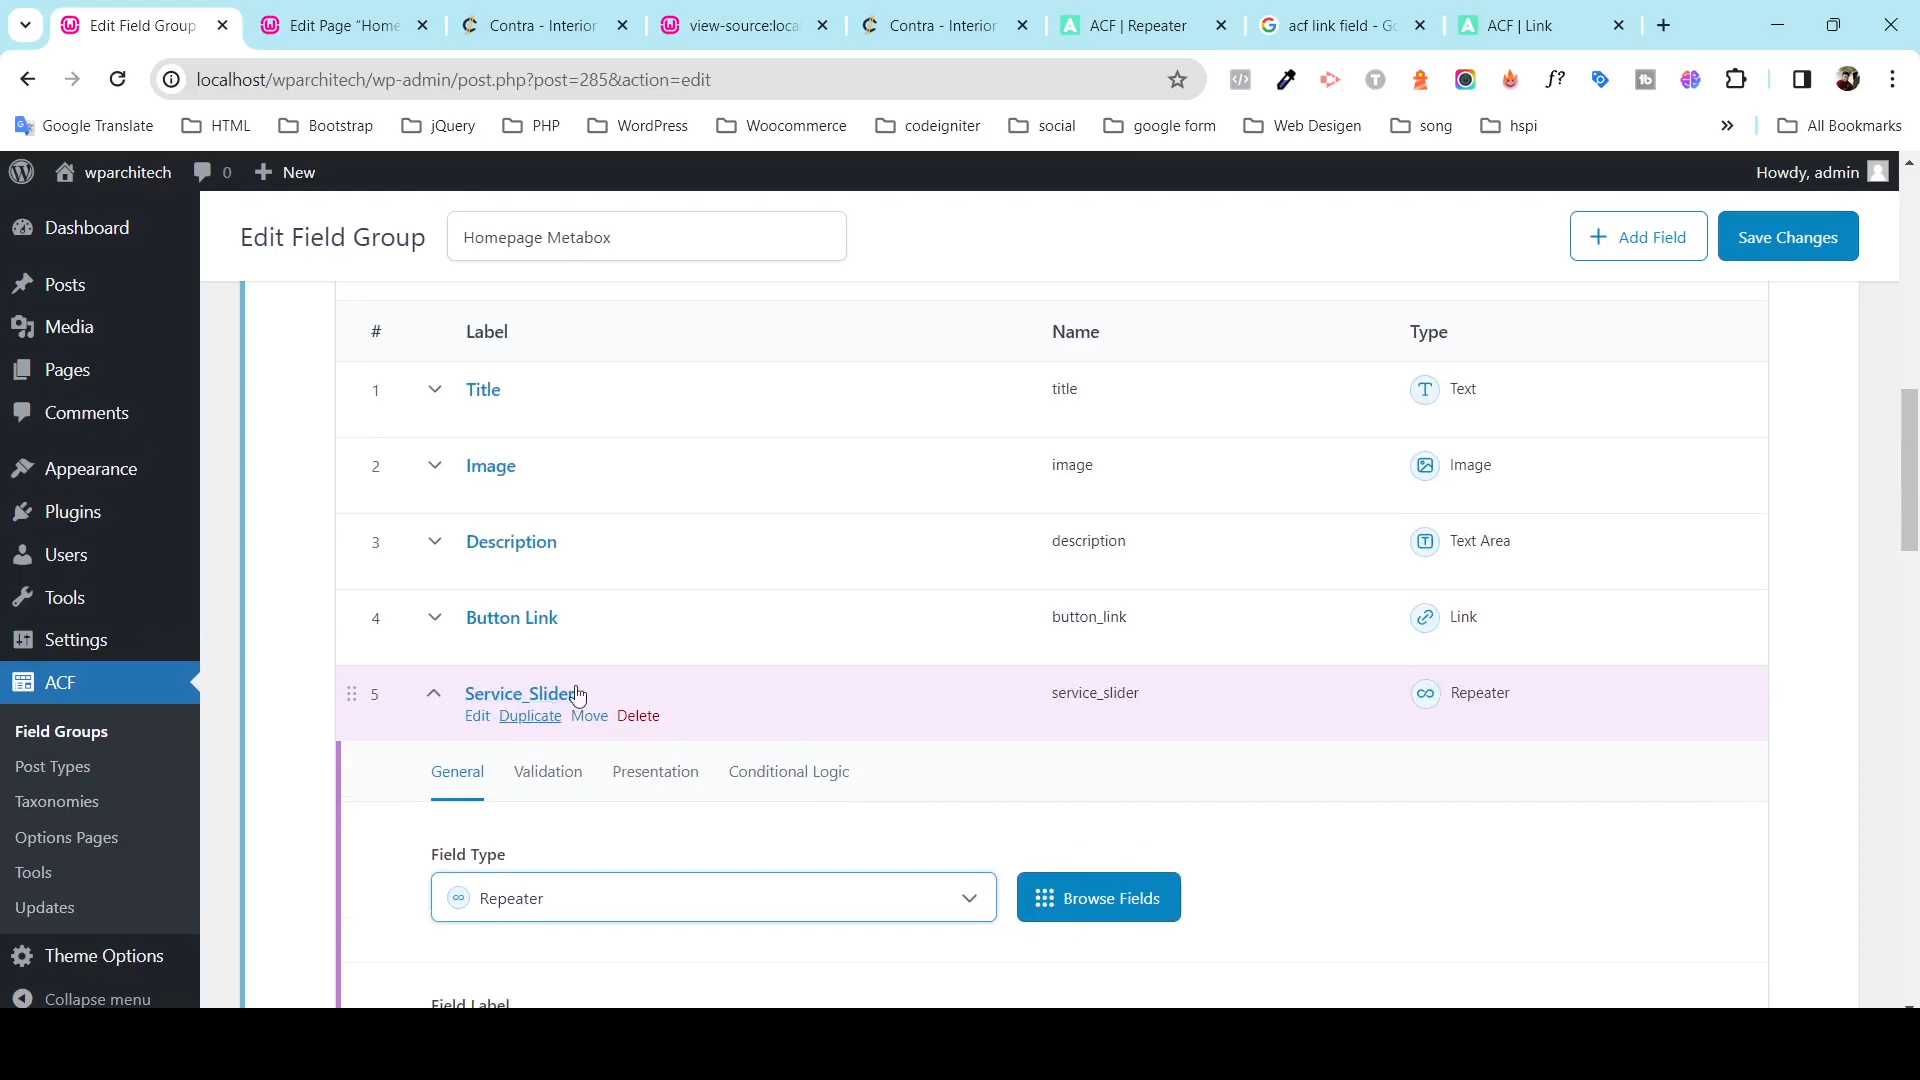 Edit Field Group
Edit Page "Home
Contra - Interior
view-source:loca
Contra - Interior
ACF | Repeater
acf link field - Go
ACF | Link
localhost/wparchitech/wp-admin/post.php?post=285&action=edit
Google Translate
HTML
Bootstrap
jQuery
PHP
WordPress
Woocommerce
codeigniter
social
google form
Web Desigen
song
hspi
All Bookmarks
wparchitech
0
New
Howdy, admin
Dashboard
Posts
Media
Pages
Comments
Appearance
Plugins
Users
Tools
Settings
ACF
Field Groups
Post Types
Taxonomies
Options Pages
Tools
Updates
Theme Options
Collapse menu
Edit Field Group
Homepage Metabox
Add Field
Save Changes
# Label Name Type
1 Title title Text
2 Image image Image
3 Description description Text Area
4 Button Link button_link Link
5 Service_Slider service_slider Repeater
Edit Duplicate Move Delete
General Validation Presentation Conditional Logic
Field Type
Repeater
Browse Fields
Field Label